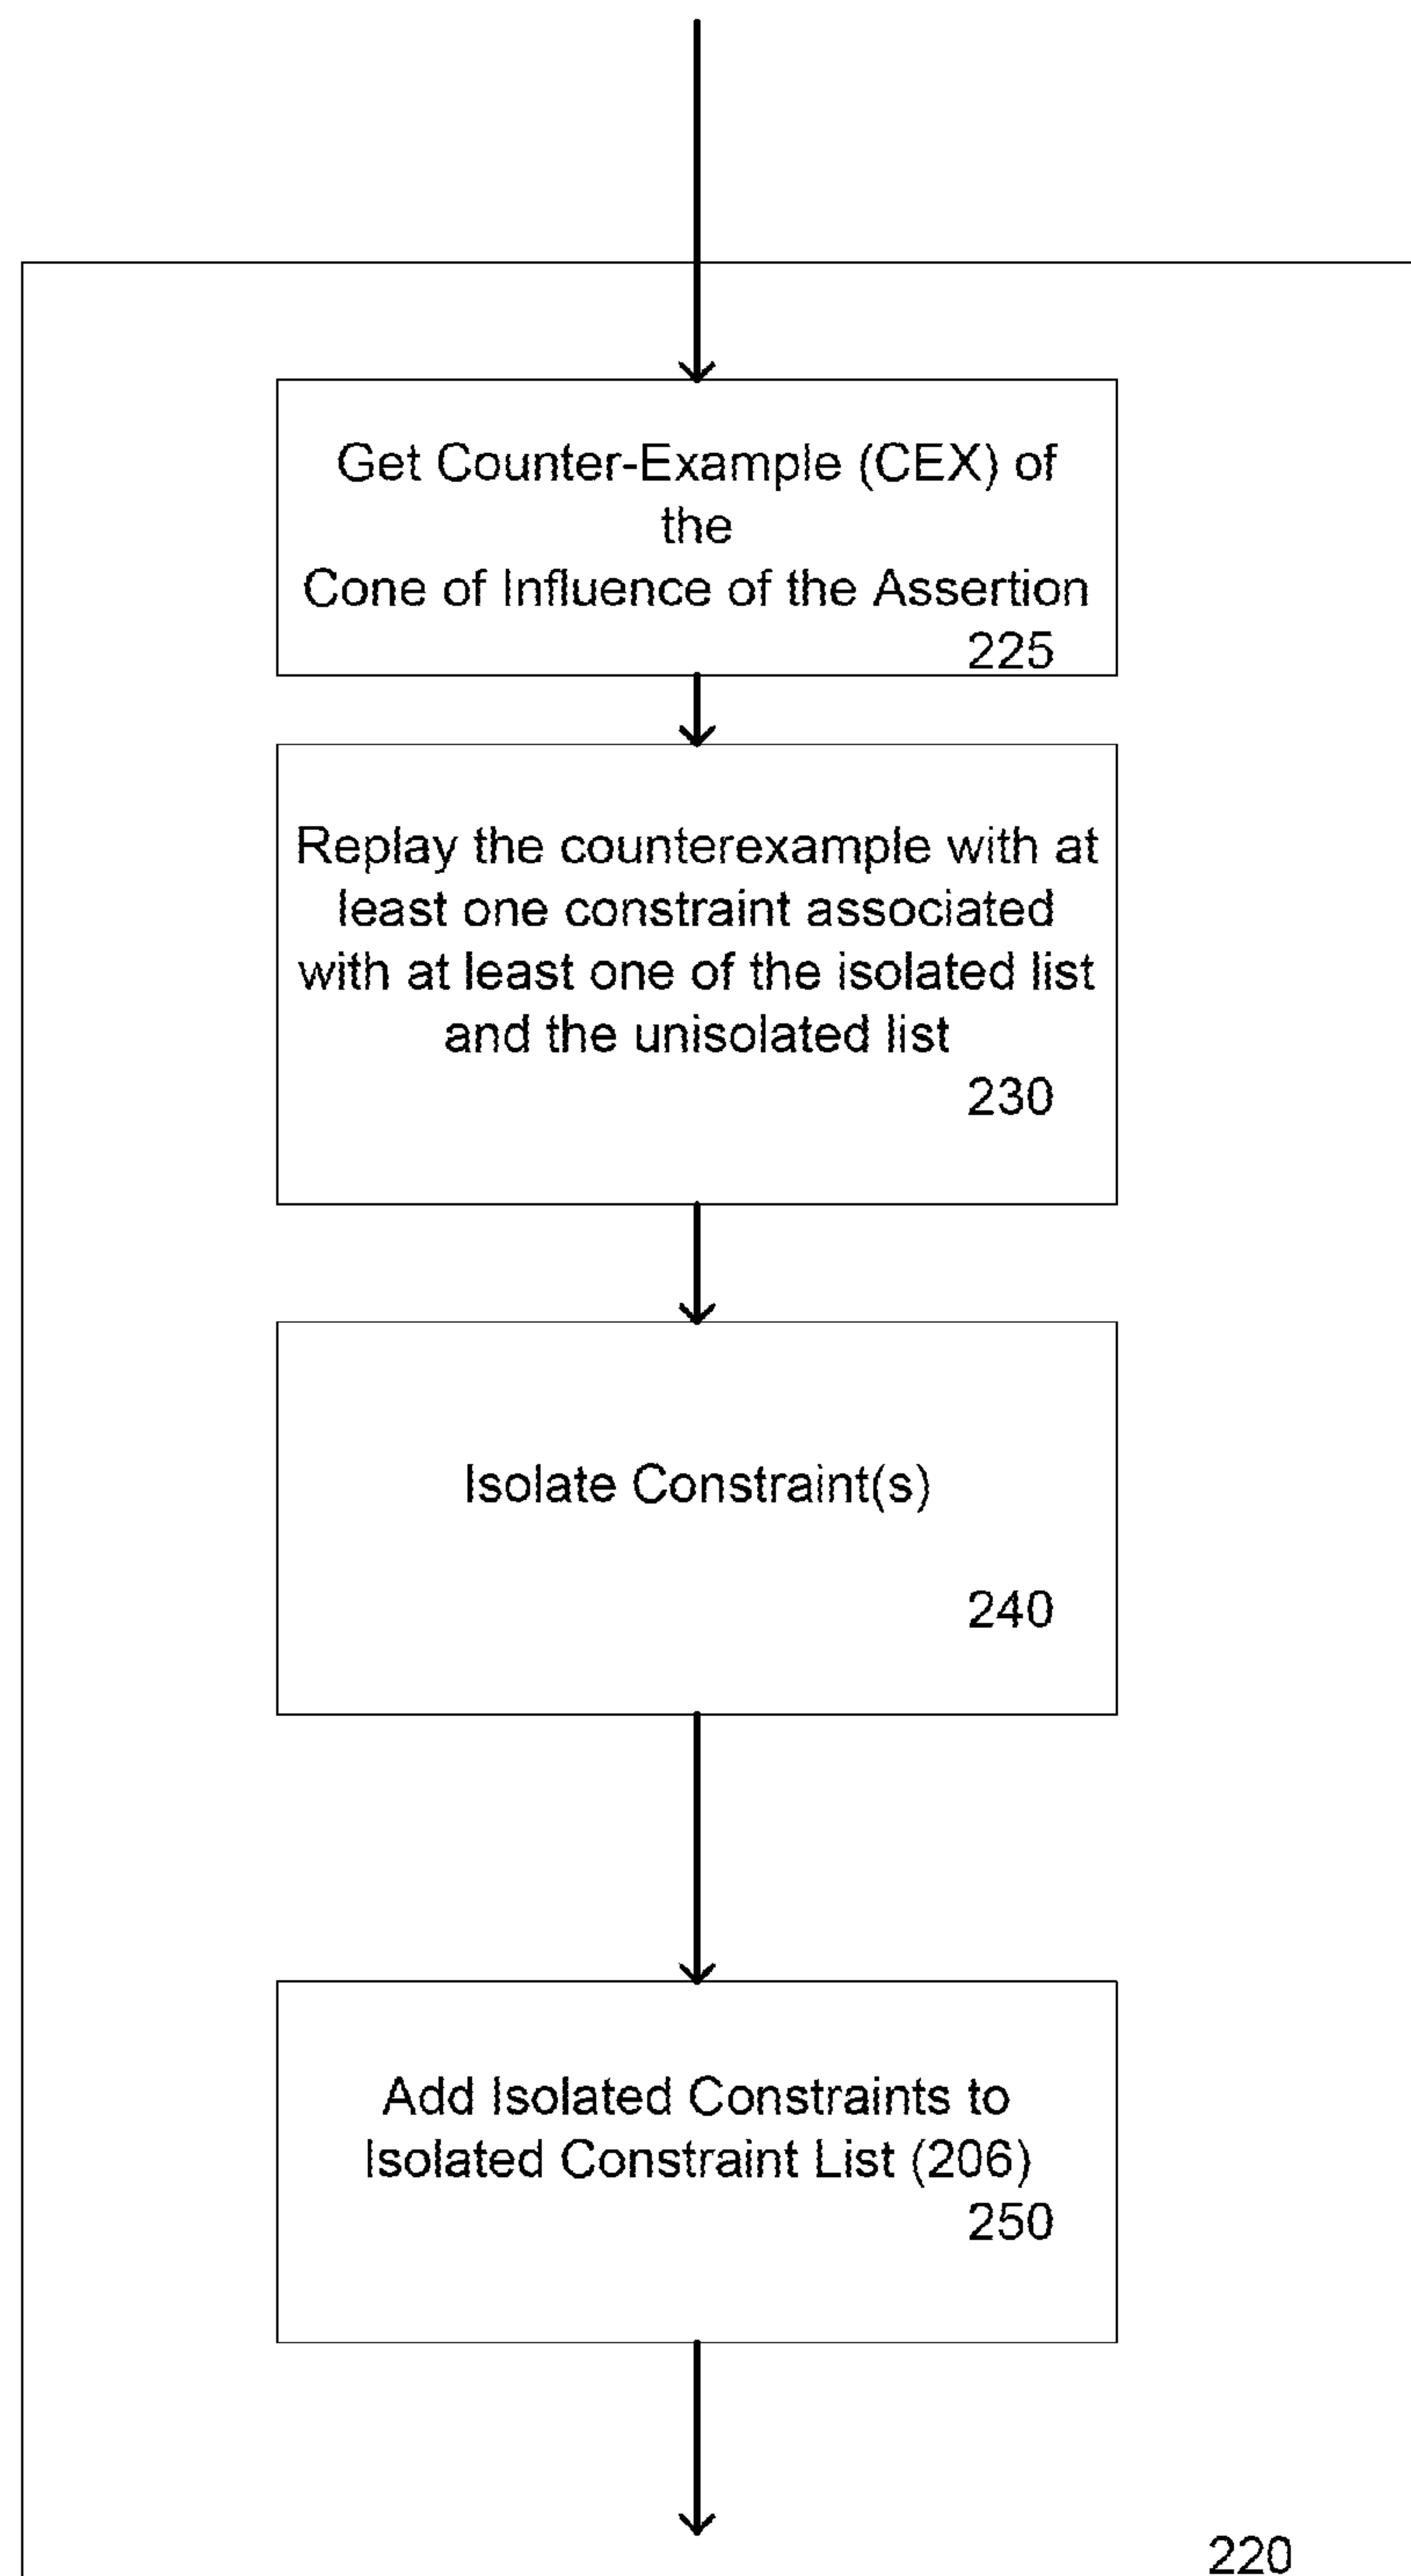 Get Counter-Example (CEX) of
the
Cone of Influence of the Assertion
225
Replay the counterexample with at
least one constraint associated
with at least one of the isolated list
and the unisolated list
230
Isolate Constraint(s)
240
Add Isolated Constraints to
Isolated Constraint List (206)
250
220